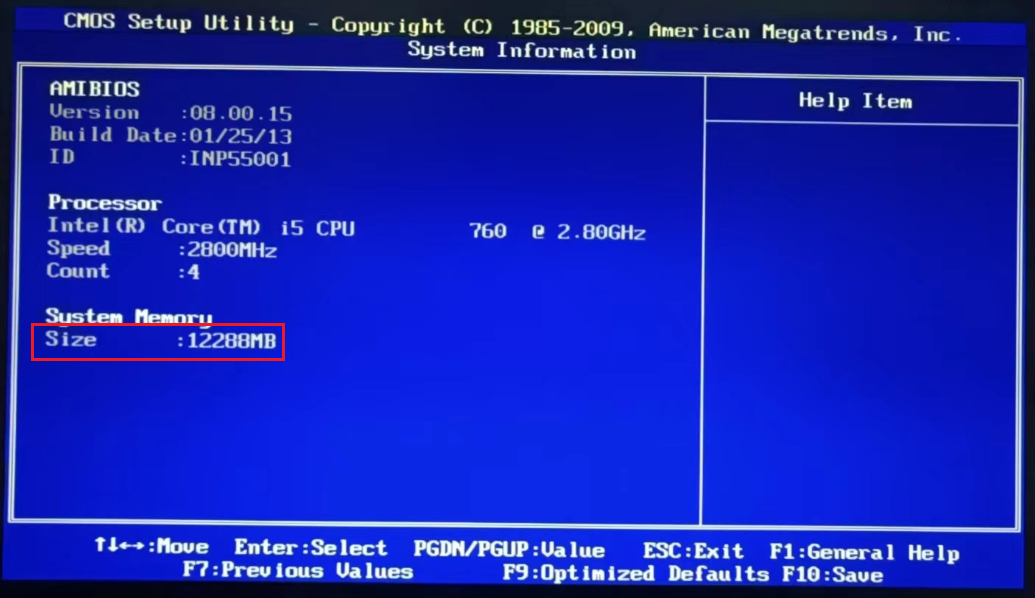 CMOS Setup Utility - Copyright (C) 1985-2009, American Megatrends, Inc.
System Information
AMIBIOS
Version :08.00.15
Build Date:01/25/13
ID :INP55001
Processor
Intel(R) Core(TM) i5 CPU 760 @ 2.80GHz
Speed :2800MHz
Count :4
System Memory
Size :12288MB
Help Item
↑↓←→:Move Enter:Select PGDN/PGUP:Value ESC:Exit F1:General Help
F7:Previous Values F9:Optimized Defaults F10:Save